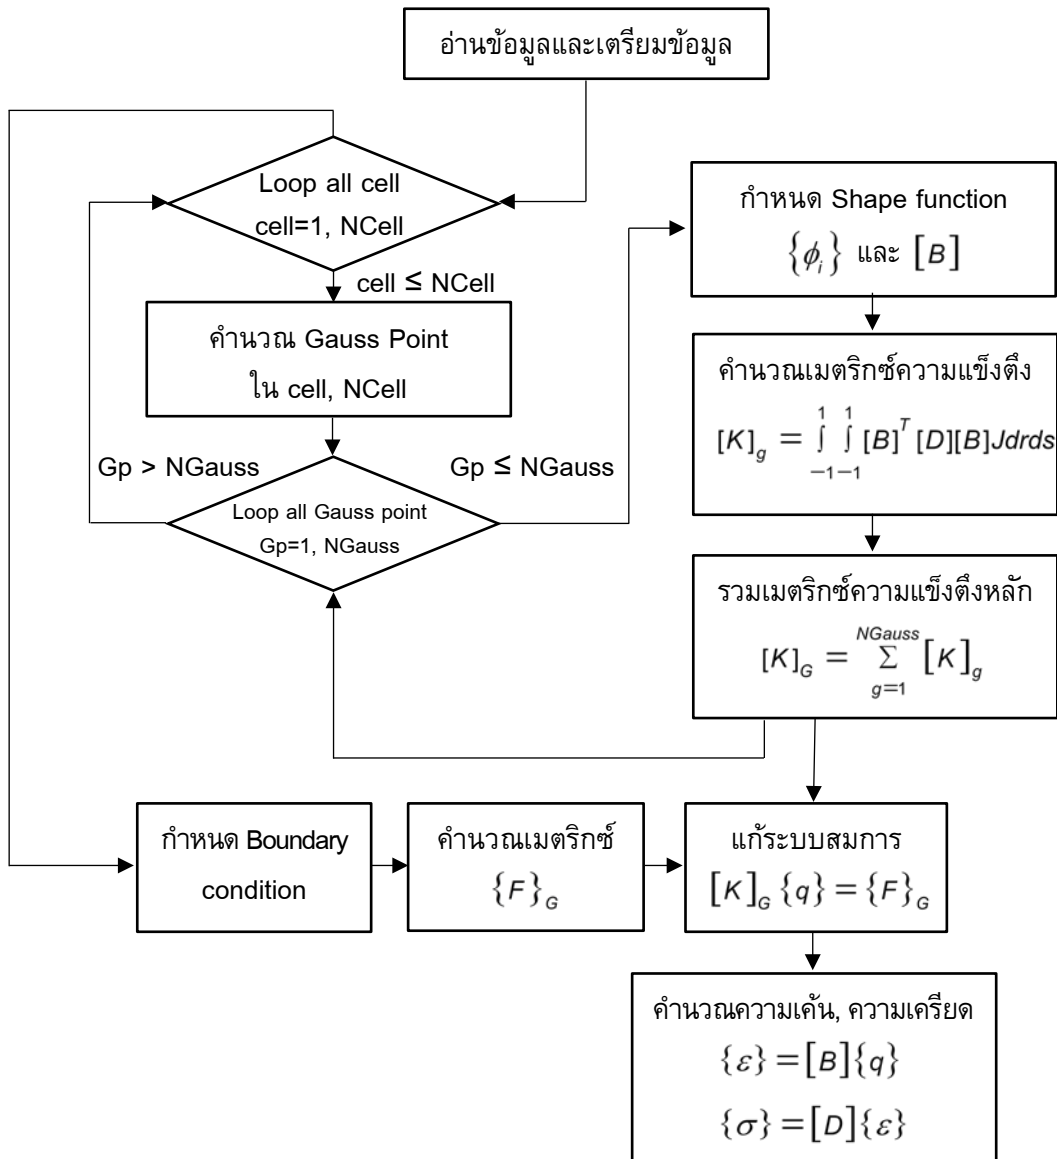 อ่านข้อมูลและเตรียมข้อมูล
Loop all cell
cell=1, NCell
cell ≤ NCell
คำนวณ Gauss Point
ใน cell, NCell
Gp > NGauss
Gp ≤ NGauss
Loop all Gauss point
Gp=1, NGauss
กำหนด Shape function
{ϕ_i} และ [B]
คำนวณเมตริกซ์ความแข็งตึง
[K]_g = ∫_{-1}^{1} ∫_{-1}^{1} [B]^T [D][B]Jdrds
รวมเมตริกซ์ความแข็งตึงหลัก
[K]_G = ∑_{g=1}^{NGauss} [K]_g
กำหนด Boundary
condition
คำนวณเมตริกซ์
{F}_G
แก้ระบบสมการ
[K]_G {q} = {F}_G
คำนวณความเค้น, ความเครียด
{ε} = [B]{q}
{σ} = [D]{ε}